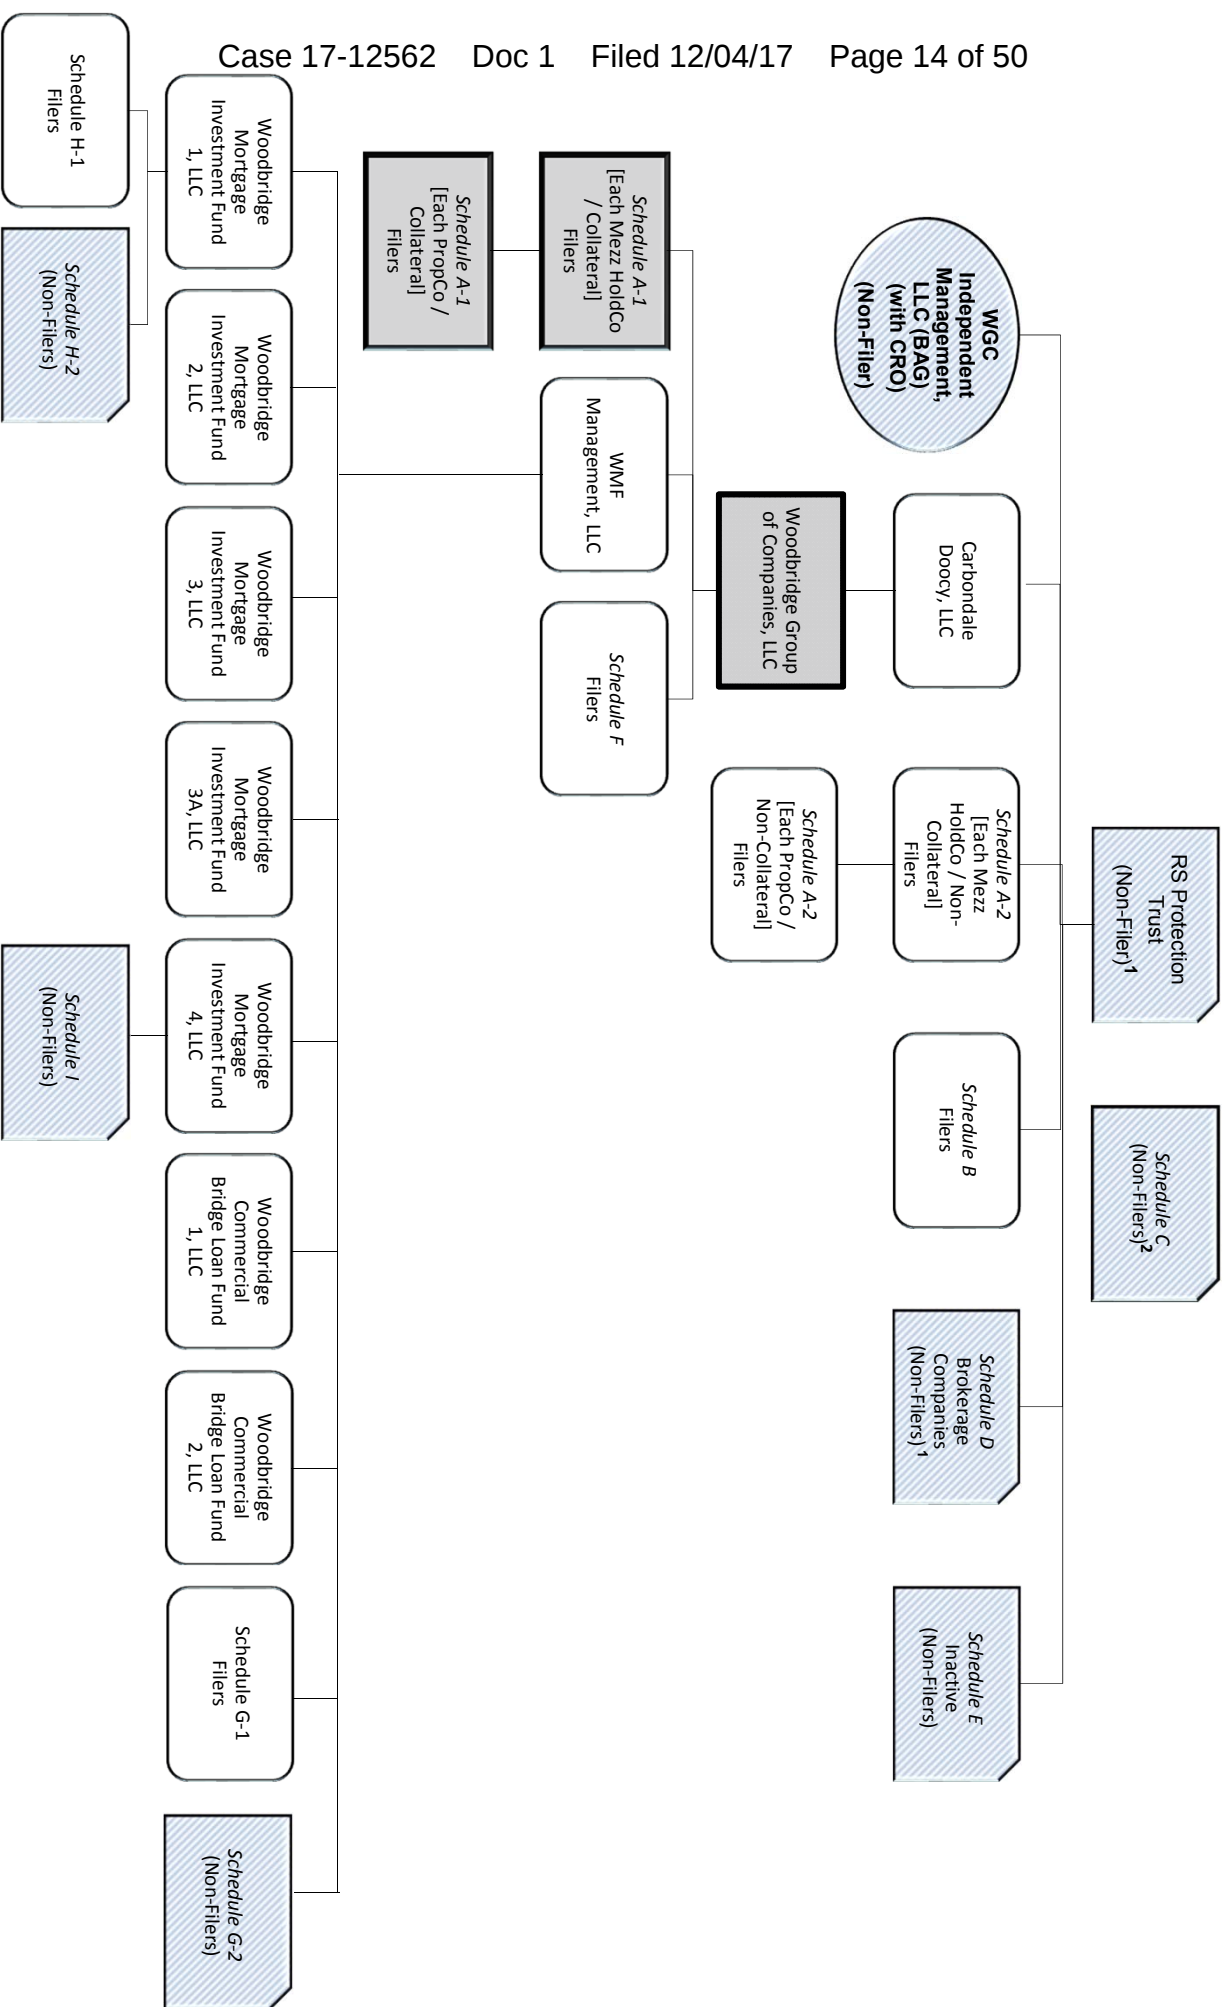 Case 17-12562 Doc 1 Filed 12/04/17 Page 14 of 50
RS Protection
Trust
(Non-Filer)1
Schedule C
(Non-Filers)2
WGC
Independent
Management,
LLC (BAG)
(with CRO)
(Non-Filer)
Carbondale
Doocy, LLC
Schedule A-2
[Each Mezz
HoldCo / Non-
Collateral]
Filers
Schedule B
Filers
Schedule D
Brokerage
Companies
(Non-Filers) 1
Schedule E
Inactive
(Non-Filers)
Woodbridge Group
of Companies, LLC
Schedule A-2
[Each PropCo /
Non-Collateral]
Filers
Schedule A-1
[Each Mezz HoldCo
/ Collateral]
Filers
WMF
Management, LLC
Schedule F
Filers
Schedule A-1
[Each PropCo /
Collateral]
Filers
Woodbridge
Mortgage
Investment Fund
1, LLC
Woodbridge
Mortgage
Investment Fund
2, LLC
Woodbridge
Mortgage
Investment Fund
3, LLC
Woodbridge
Mortgage
Investment Fund
3A, LLC
Woodbridge
Mortgage
Investment Fund
4, LLC
Woodbridge
Commercial
Bridge Loan Fund
1, LLC
Woodbridge
Commercial
Bridge Loan Fund
2, LLC
Schedule G-1
Filers
Schedule G-2
(Non-Filers)
Schedule H-1
Filers
Schedule H-2
(Non-Filers)
Schedule I
(Non-Filers)